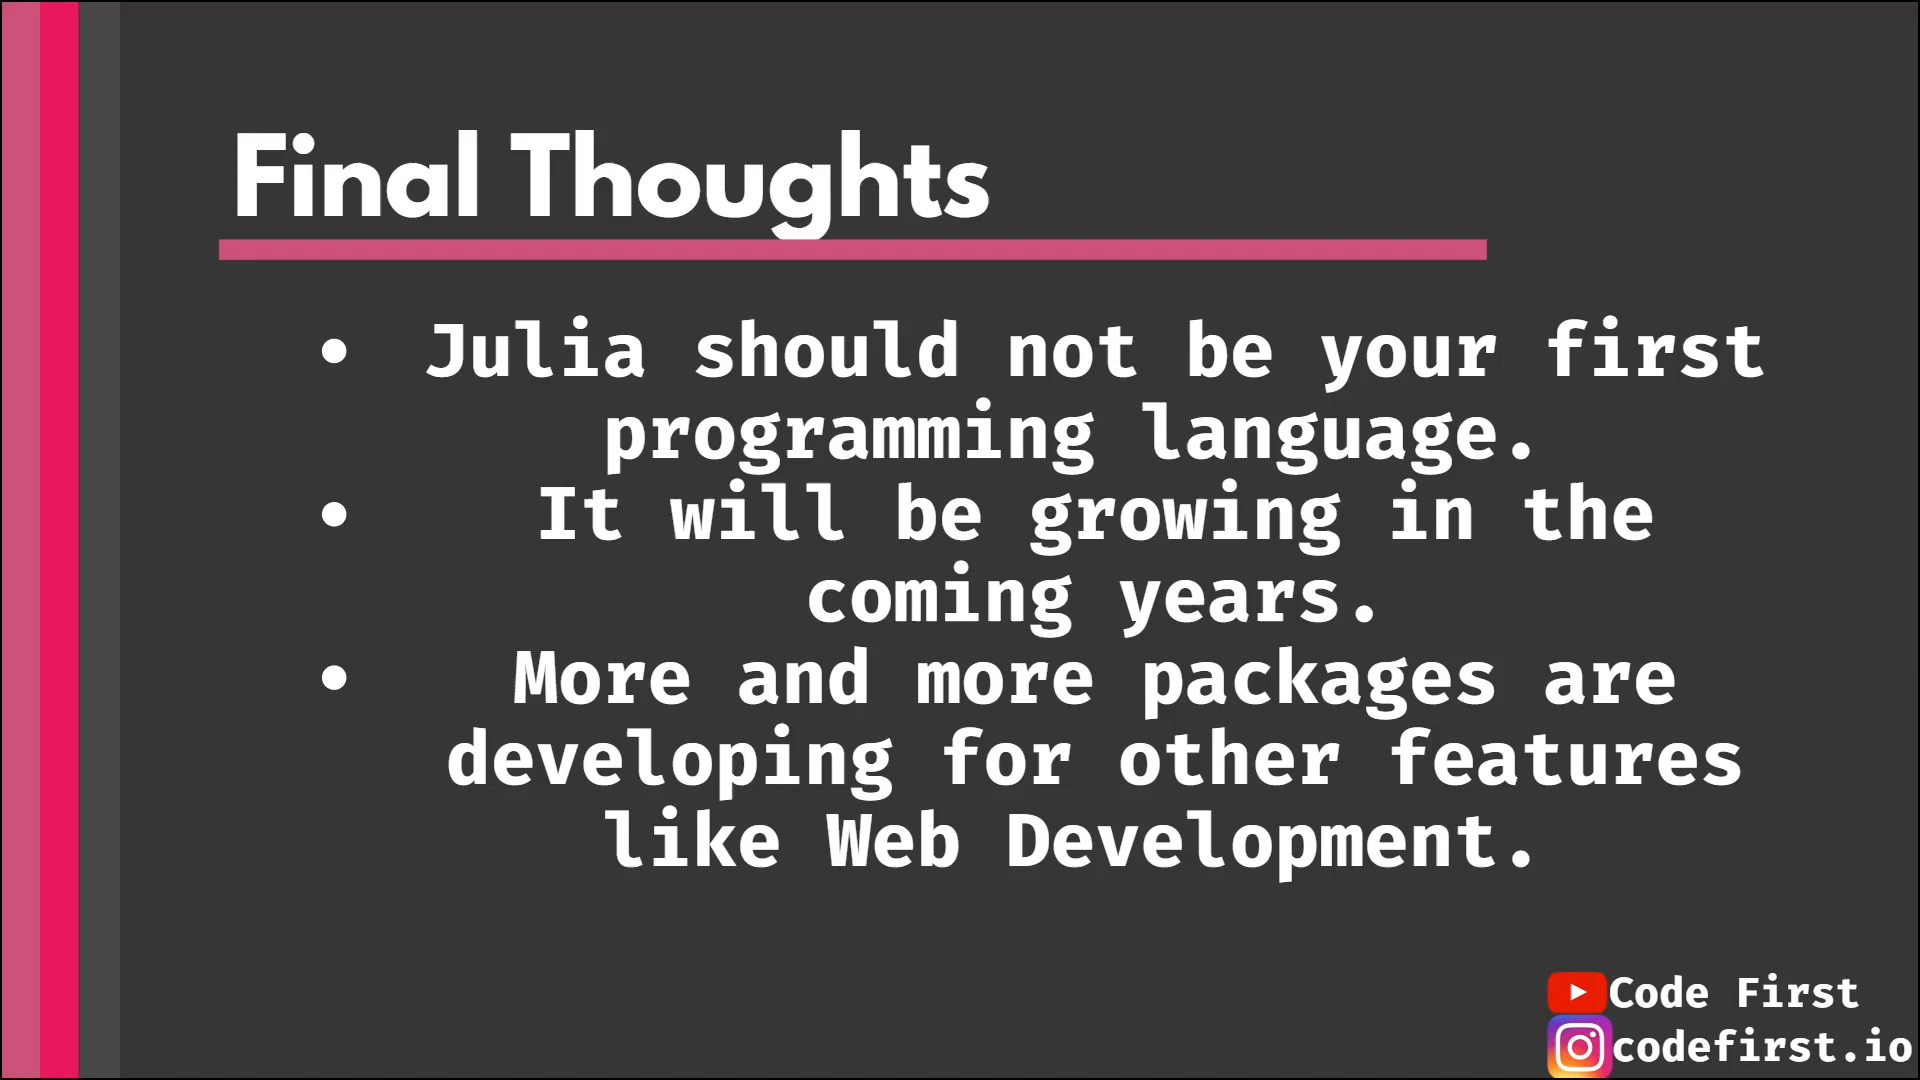 Final Thoughts
• Julia should not be your first
programming language.
• It will be growing in the
coming years.
• More and more packages are
developing for other features
like Web Development.
Code First
codefirst.io